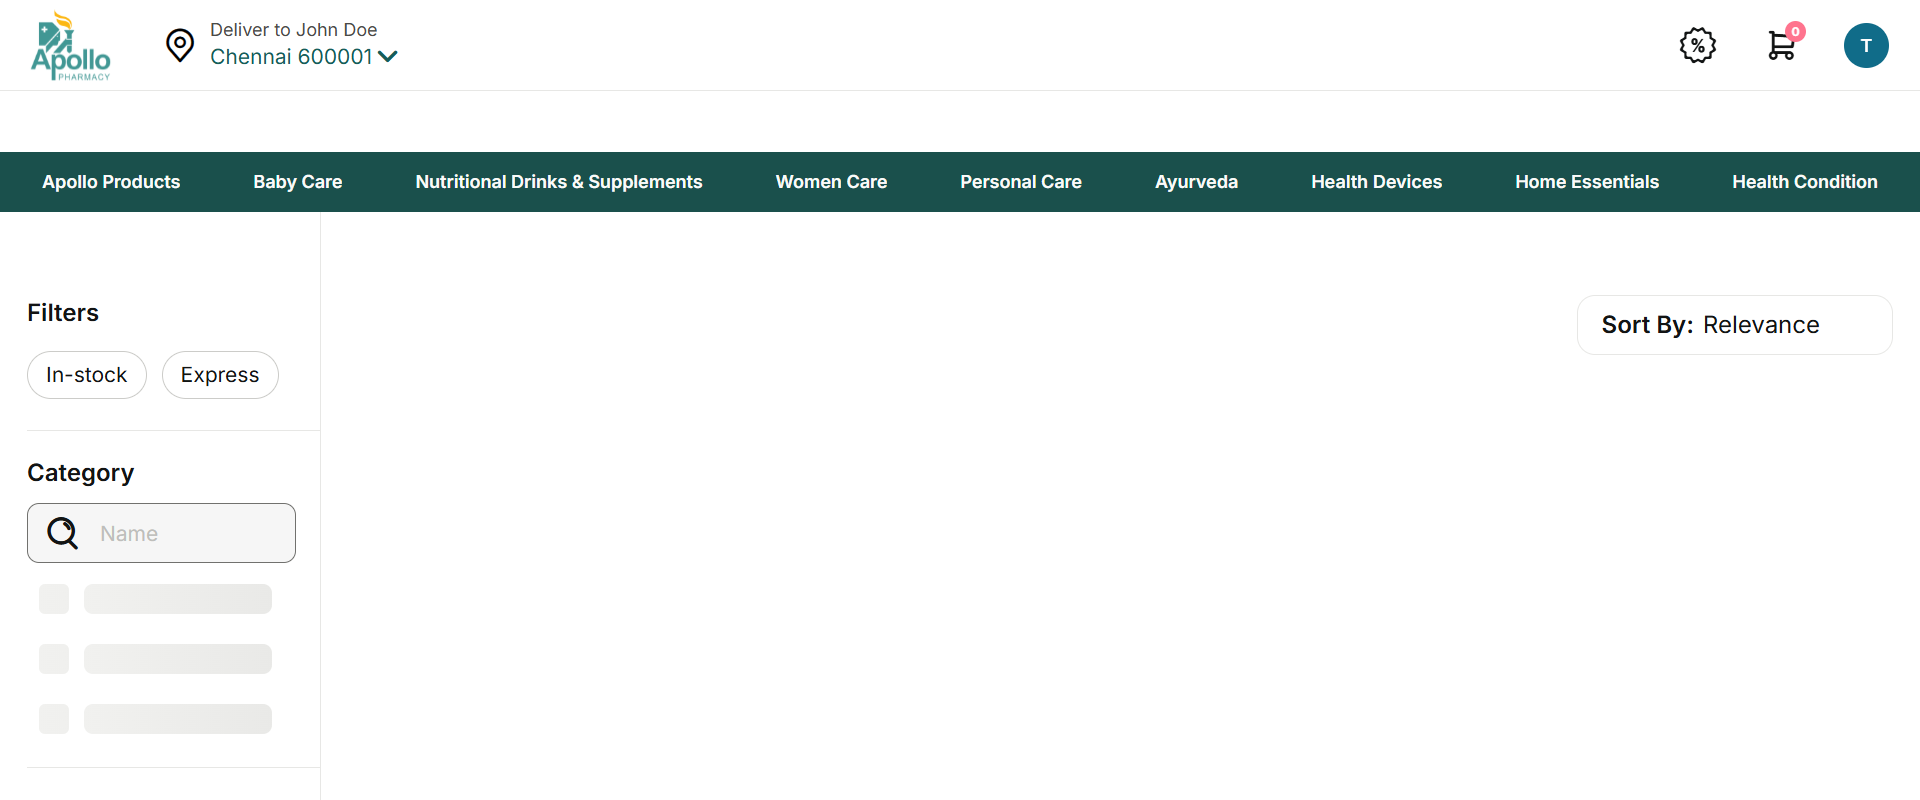 Apollo
PHARMACY
Deliver to John Doe
Chennai 600001
%
0
T
Apollo Products
Baby Care
Nutritional Drinks & Supplements
Women Care
Personal Care
Ayurveda
Health Devices
Home Essentials
Health Condition
Filters
In-stock
Express
Sort By: Relevance
Category
Name